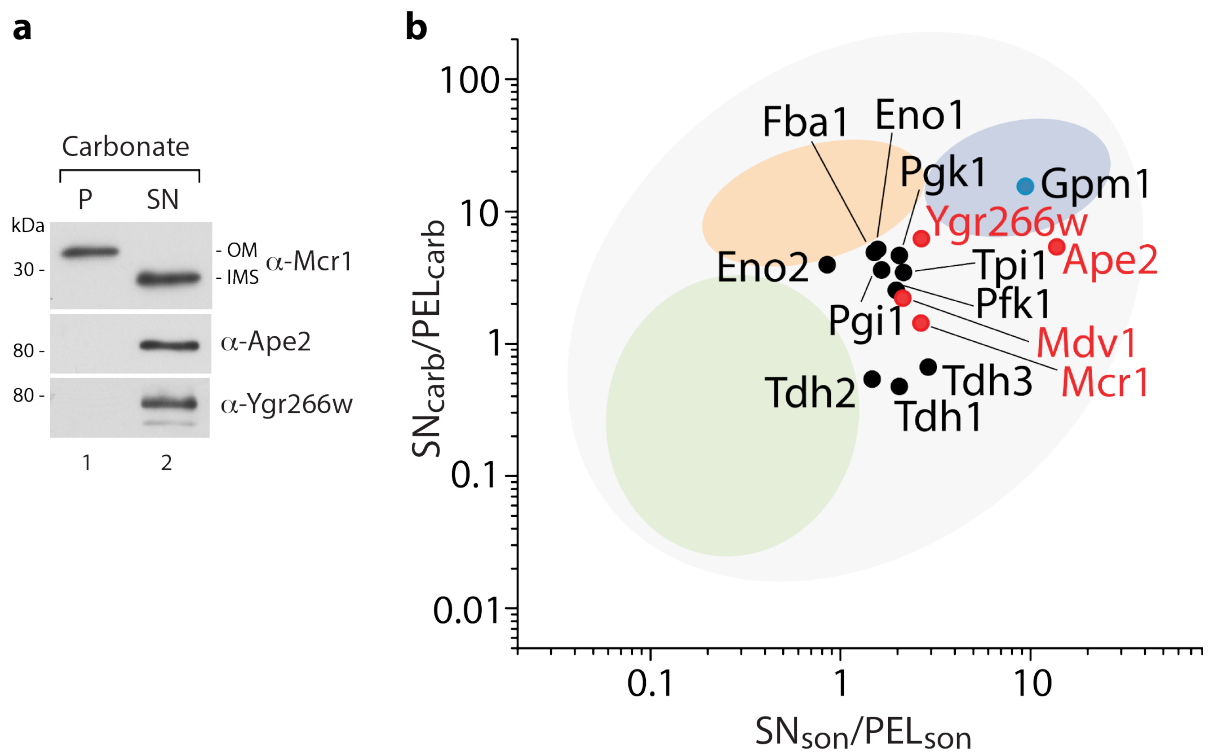 a
Carbonate
P SN
kDa
30 -
- OM
- IMS
α-Mcr1
80 -
α-Ape2
80 -
α-Ygr266w
1 2
b
SNcarb/PELcarb
100
10
1
0.1
0.01
Fba1
Eno1
Pgk1
Gpm1
Ygr266w
Ape2
Eno2
Tpi1
Pfk1
Pgi1
Mdv1
Mcr1
Tdh2
Tdh3
Tdh1
0.1 1 10
SNson/PELson